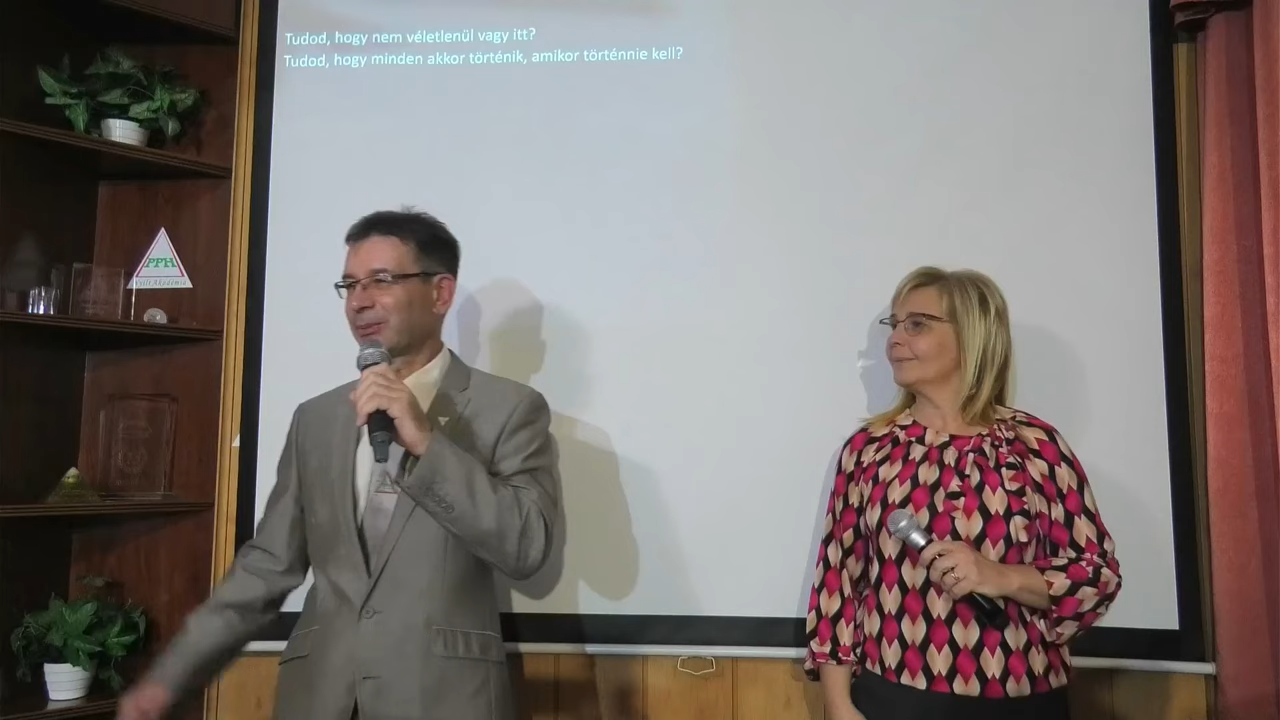 Tudod, hogy nem véletlenül vagy itt?
Tudod, hogy minden akkor történik, amikor történnie kell?
PPH